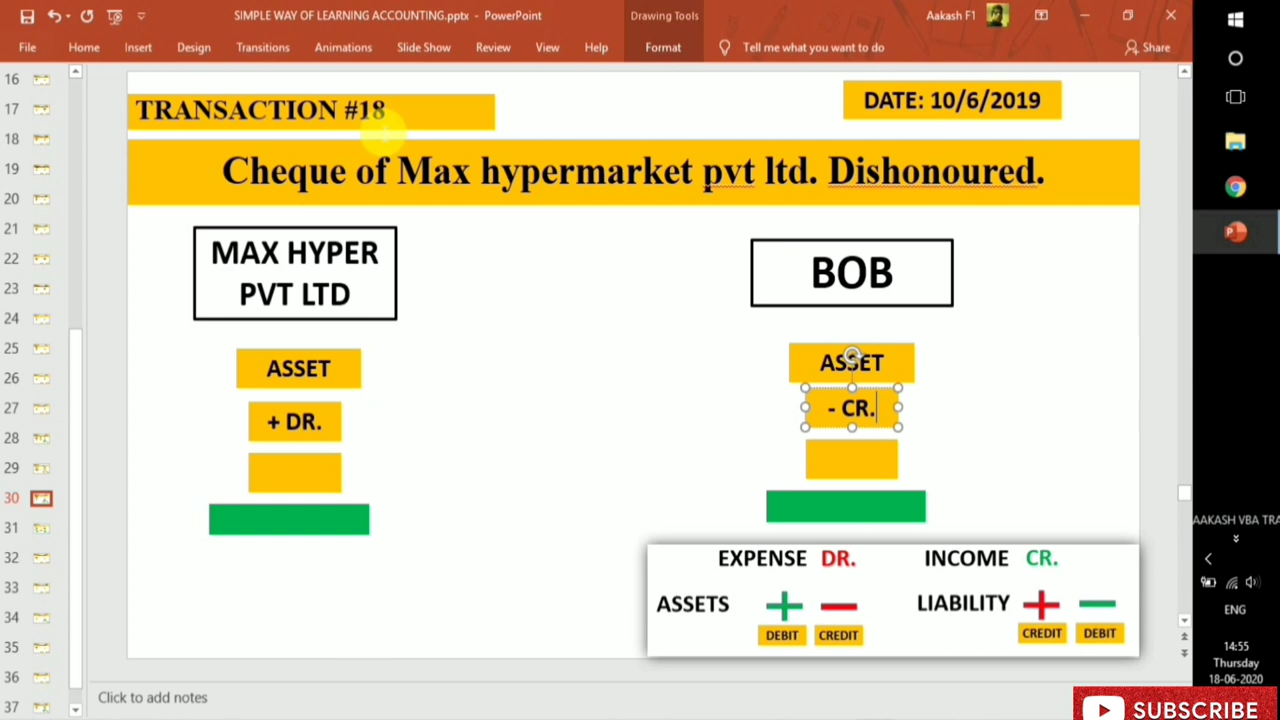 SIMPLE WAY OF LEARNING ACCOUNTING.pptx - PowerPoint
Drawing Tools
Aakash F1
File Home Insert Design Transitions Animations Slide Show Review View Help Format Tell me what you want to do Share
16
17
18
19
20
21
22
23
24
25
26
27
28
29
30
31
32
33
34
35
36
37
TRANSACTION #18
DATE: 10/6/2019
Cheque of Max hypermarket pvt ltd. Dishonoured.
MAX HYPER
PVT LTD
BOB
ASSET
ASSET
+ DR.
- CR.
EXPENSE DR. INCOME CR.
ASSETS + − LIABILITY + −
DEBIT CREDIT CREDIT DEBIT
Click to add notes
AAKASH VBA TRA
ENG
14:55
Thursday
18-06-2020
SUBSCRIBE